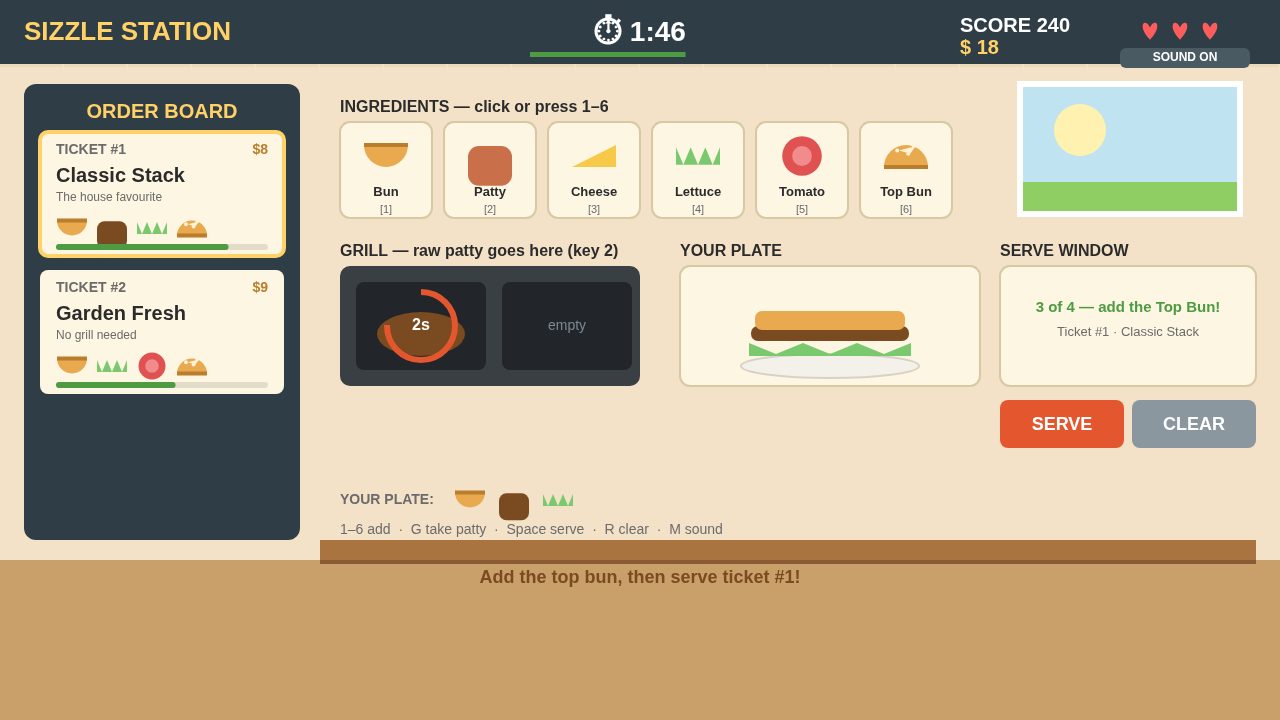 SIZZLE STATION
1:46
SCORE 240
$ 18
SOUND ON
ORDER BOARD
TICKET #1 $8
Classic Stack
The house favourite
TICKET #2 $9
Garden Fresh
No grill needed
INGREDIENTS — click or press 1–6
Bun Patty Cheese Lettuce Tomato Top Bun
[1] [2] [3] [4] [5] [6]
GRILL — raw patty goes here (key 2)
2s
empty
YOUR PLATE
SERVE WINDOW
3 of 4 — add the Top Bun!
Ticket #1 · Classic Stack
SERVE CLEAR
YOUR PLATE:
1–6 add · G take patty · Space serve · R clear · M sound
Add the top bun, then serve ticket #1!